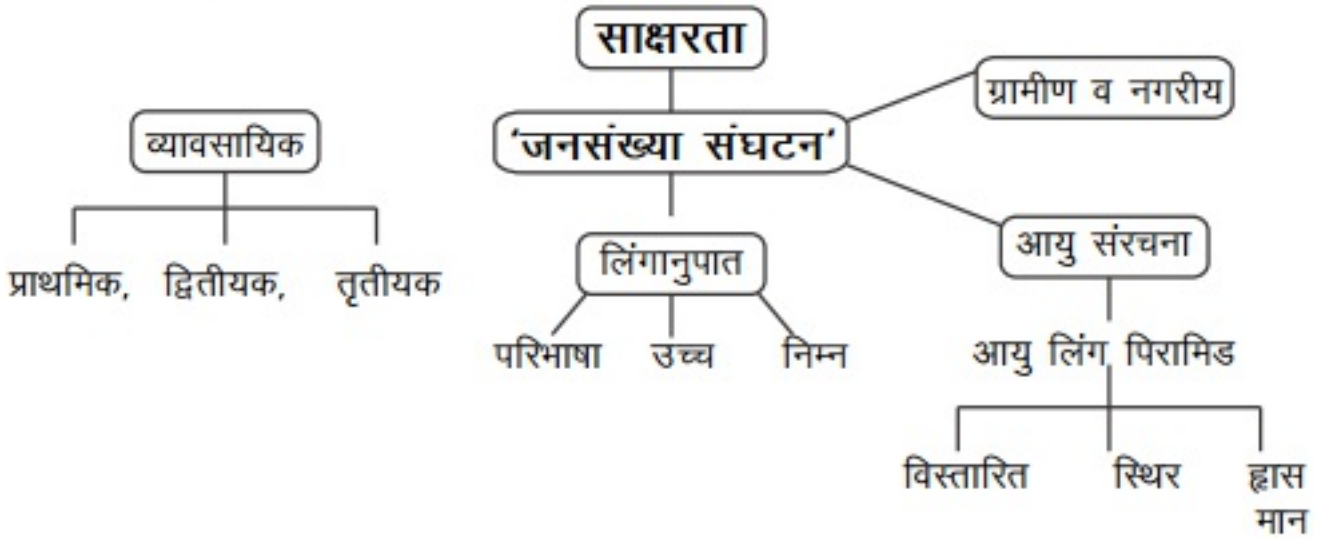 साक्षरता
ग्रामीण व नगरीय
व्यावसायिक
'जनसंख्या संघटन'
आयु संरचना
लिंगानुपात
प्राथमिक, द्वितीयक, तृतीयक
परिभाषा उच्च निम्न
आयु लिंग पिरामिड
विस्तारित स्थिर ह्रास
मान